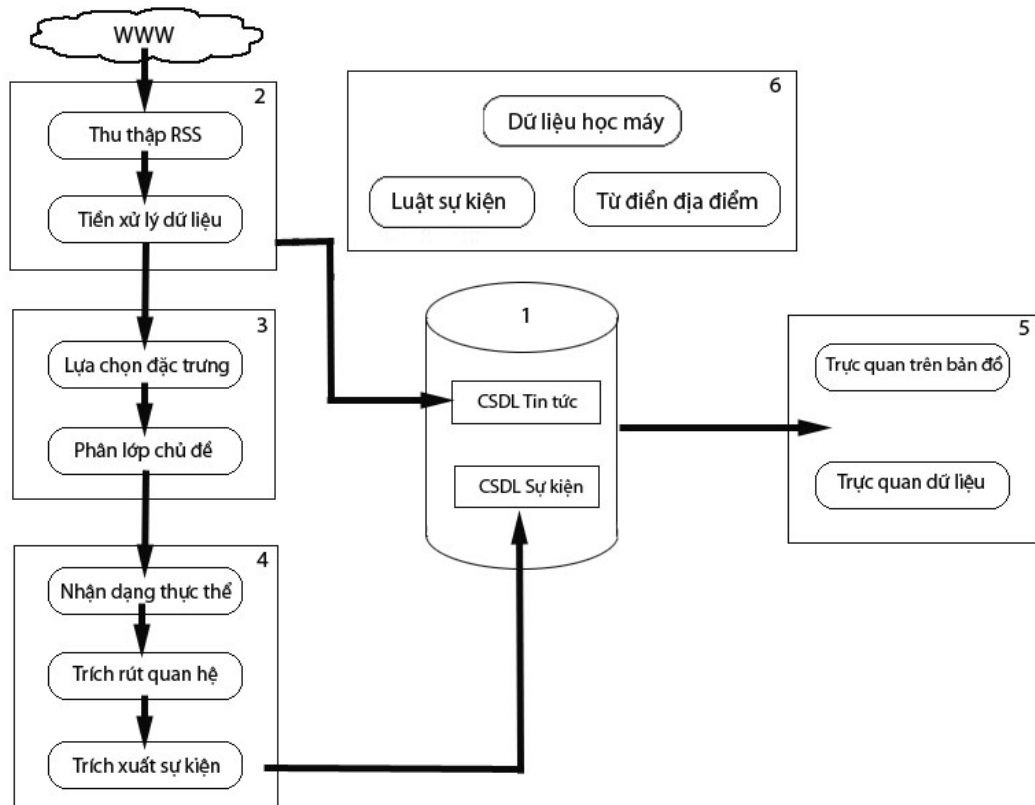 WWW
2
Thu thập RSS
Tiền xử lý dữ liệu
6
Dữ liệu học máy
Luật sự kiện
Từ điển địa điểm
3
Lựa chọn đặc trưng
Phân lớp chủ đề
1
CSDL Tin tức
CSDL Sự kiện
5
Trực quan trên bản đồ
Trực quan dữ liệu
4
Nhận dạng thực thể
Trích rút quan hệ
Trích xuất sự kiện